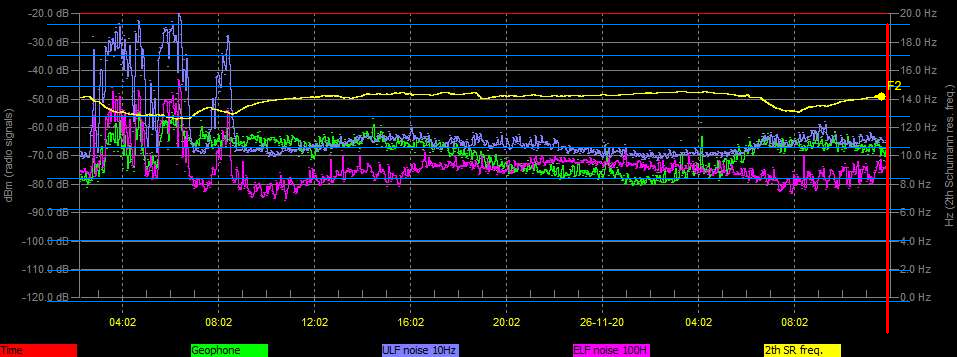 -20.0 dB 20.0 Hz
-30.0 dB 18.0 Hz
-40.0 dB 16.0 Hz
F2
-50.0 dB 14.0 Hz
-60.0 dB 12.0 Hz
-70.0 dB 10.0 Hz
-80.0 dB 8.0 Hz
-90.0 dB 6.0 Hz
-100.0 dB 4.0 Hz
-110.0 dB 2.0 Hz
-120.0 dB 0.0 Hz
dBm (radio signals)
Hz (2th Schumann res. freq.)
04:02 08:02 12:02 16:02 20:02 26-11-20 04:02 08:02
Time Geophone ULF noise 10Hz ELF noise 100H 2th SR freq.